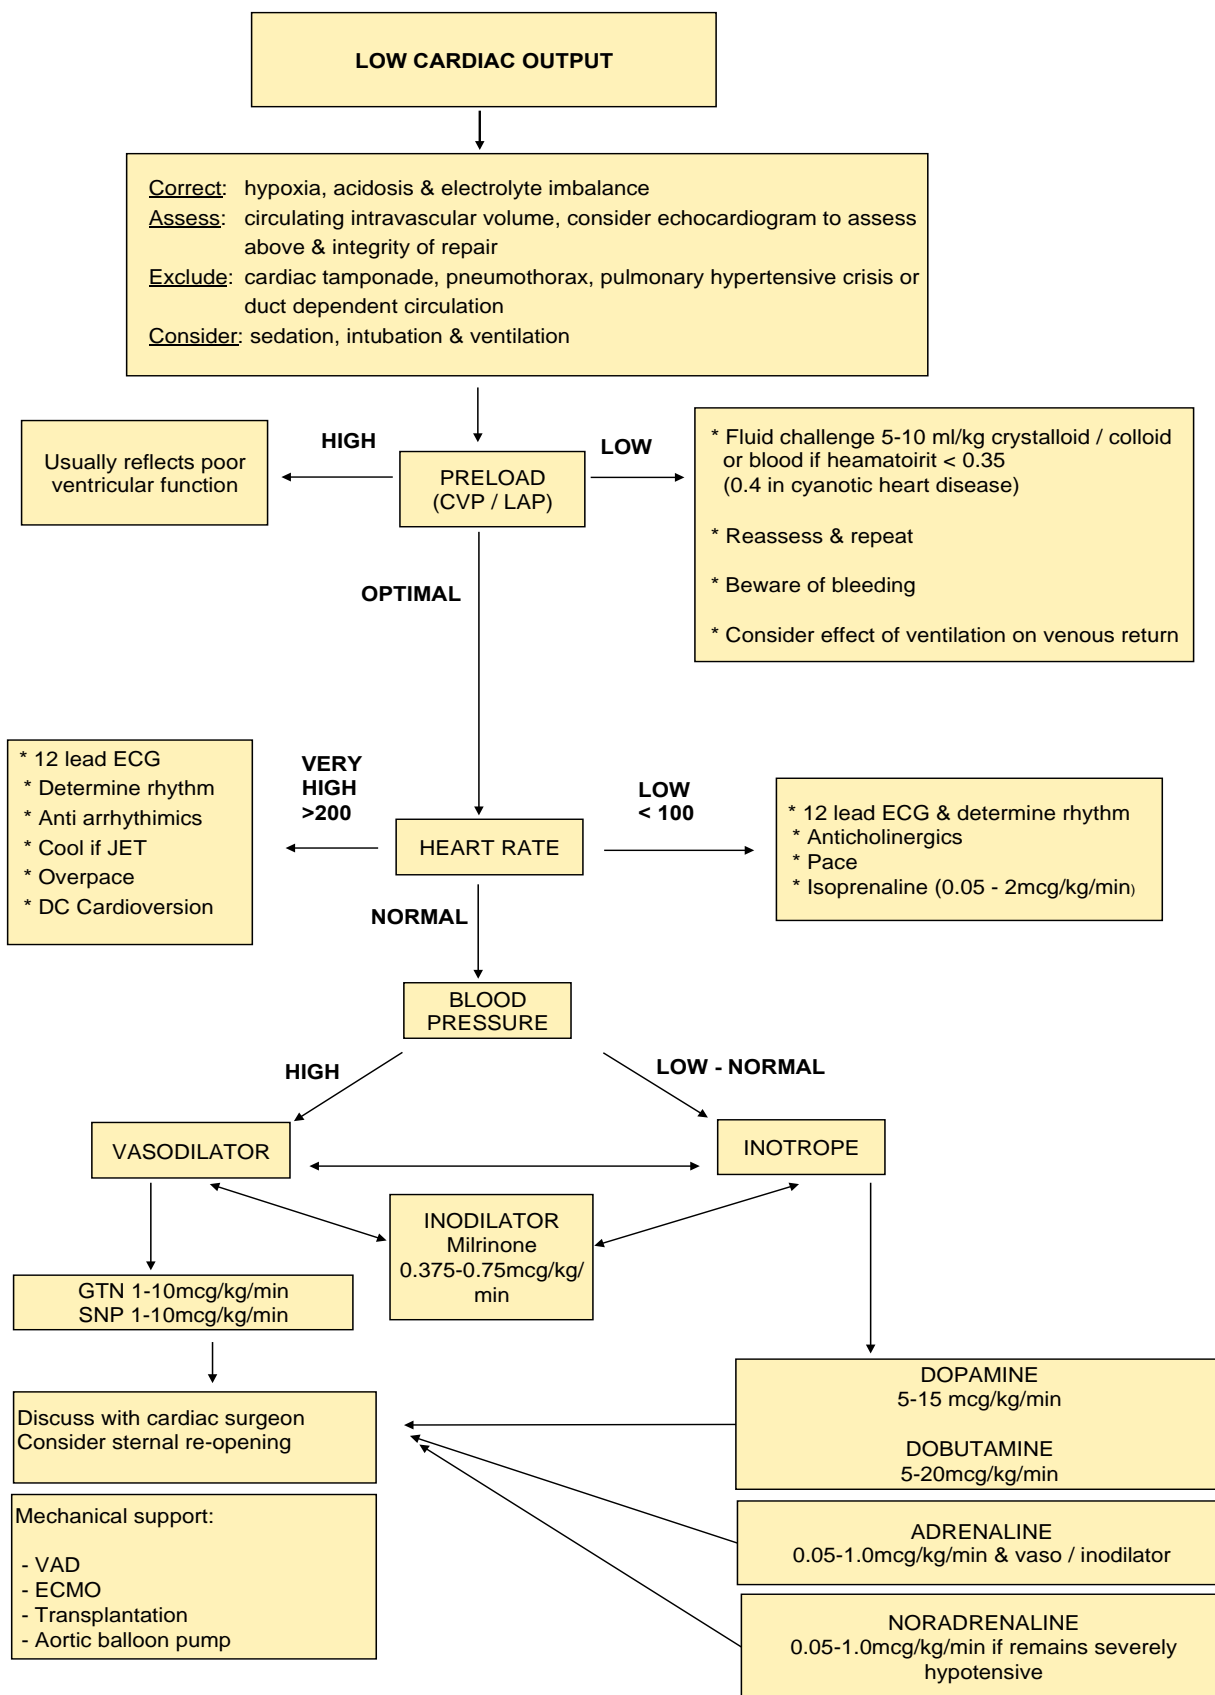 LOW CARDIAC OUTPUT
Correct: hypoxia, acidosis & electrolyte imbalance
Assess: circulating intravascular volume, consider echocardiogram to assess
above & integrity of repair
Exclude: cardiac tamponade, pneumothorax, pulmonary hypertensive crisis or
duct dependent circulation
Consider: sedation, intubation & ventilation
HIGH
LOW
Usually reflects poor
ventricular function
PRELOAD
(CVP / LAP)
* Fluid challenge 5-10 ml/kg crystalloid / colloid
or blood if heamatoirit < 0.35
(0.4 in cyanotic heart disease)
* Reassess & repeat
* Beware of bleeding
* Consider effect of ventilation on venous return
OPTIMAL
* 12 lead ECG
* Determine rhythm
* Anti arrhythimics
* Cool if JET
* Overpace
* DC Cardioversion
VERY
HIGH
>200
HEART RATE
LOW
< 100
* 12 lead ECG & determine rhythm
* Anticholinergics
* Pace
* Isoprenaline (0.05 - 2mcg/kg/min)
NORMAL
BLOOD
PRESSURE
HIGH
LOW - NORMAL
VASODILATOR
INOTROPE
INODILATOR
Milrinone
0.375-0.75mcg/kg/
min
GTN 1-10mcg/kg/min
SNP 1-10mcg/kg/min
Discuss with cardiac surgeon
Consider sternal re-opening
DOPAMINE
5-15 mcg/kg/min
DOBUTAMINE
5-20mcg/kg/min
Mechanical support:
- VAD
- ECMO
- Transplantation
- Aortic balloon pump
ADRENALINE
0.05-1.0mcg/kg/min & vaso / inodilator
NORADRENALINE
0.05-1.0mcg/kg/min if remains severely
hypotensive